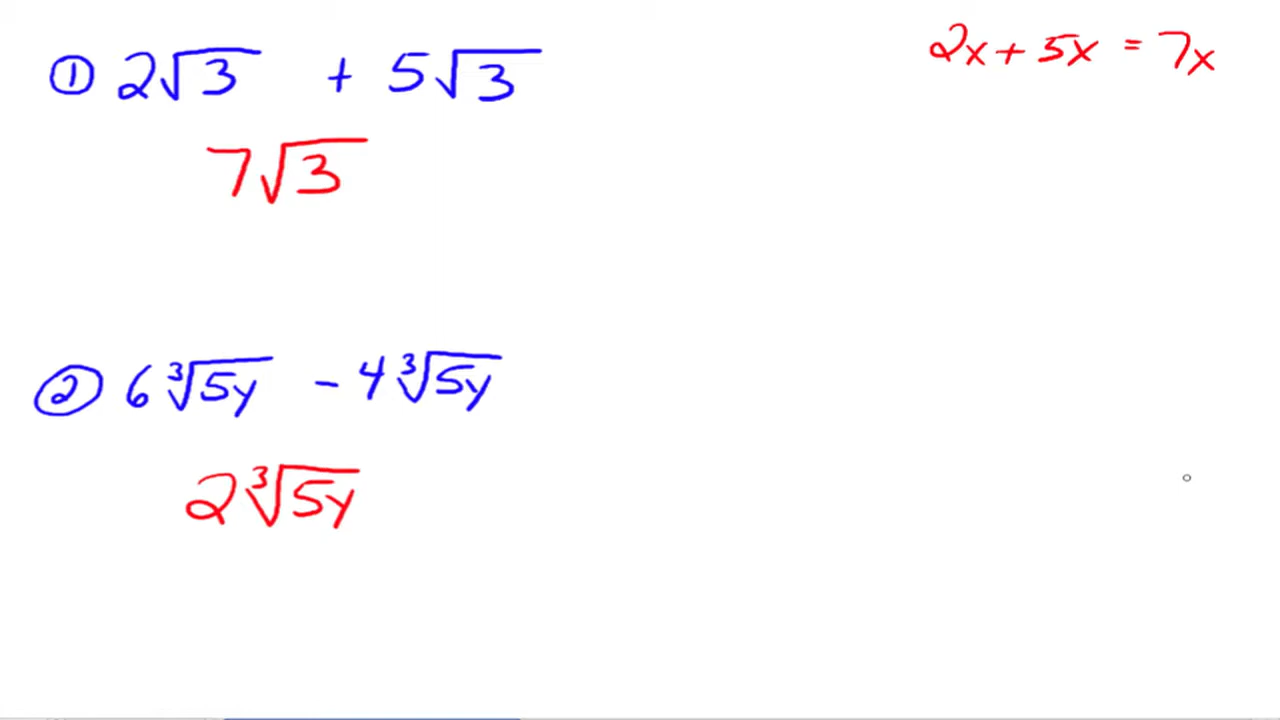 ① 2√3 + 5√3
2x + 5x = 7x
7√3
② 6∛5y - 4∛5y
2∛5y